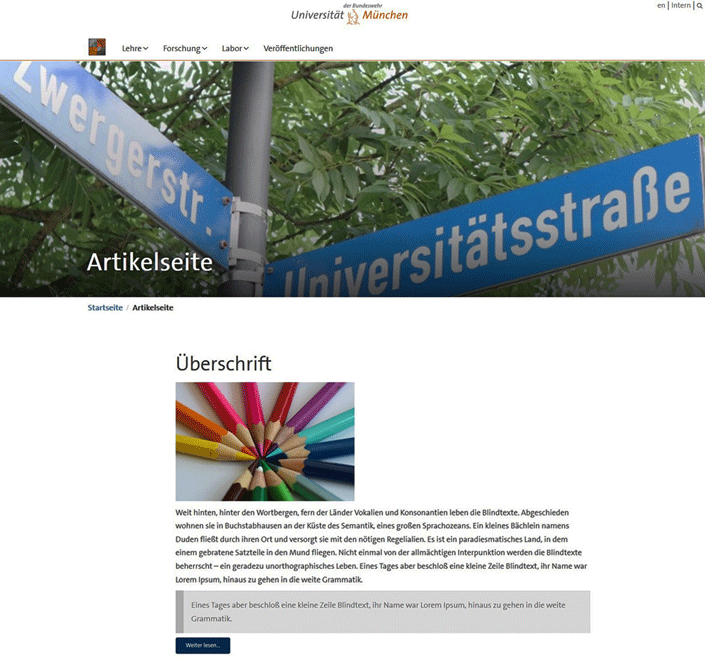 der Bundeswehr
Universität München
en | Intern |
Lehre Forschung Labor Veröffentlichungen
Zwergerstr.
Universitätsstraße
Artikelseite
Startseite / Artikelseite
Überschrift
Weit hinten, hinter den Wortbergen, fern der Länder Vokalien und Konsonantien leben die Blindtexte. Abgeschieden
wohnen sie in Buchstabhausen an der Küste des Semantik, eines großen Sprachozeans. Ein kleines Bächlein namens
Duden fließt durch ihren Ort und versorgt sie mit den nötigen Regelialien. Es ist ein paradiesmatisches Land, in dem
einem gebratene Satzteile in den Mund fliegen. Nicht einmal von der allmächtigen Interpunktion werden die Blindtexte
beherrscht – ein geradezu unorthographisches Leben. Eines Tages aber beschloß eine kleine Zeile Blindtext, ihr Name war
Lorem Ipsum, hinaus zu gehen in die weite Grammatik.
Eines Tages aber beschloß eine kleine Zeile Blindtext, ihr Name war Lorem Ipsum, hinaus zu gehen in die weite
Grammatik.
Weiter lesen...